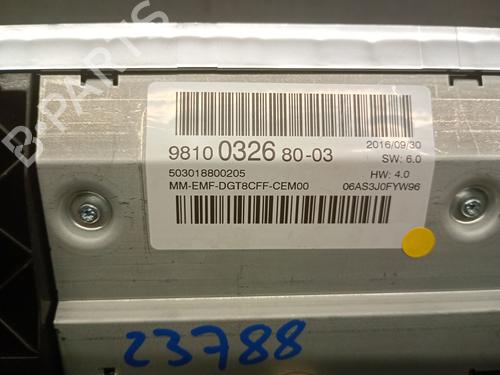 B-PARTS
2016/09/30
9810 0326 80-03
SW: 6.0
503018800205
HW: 4.0
MM-EMF-DGT8CFF-CEM00
06AS3J0FYW96
23788